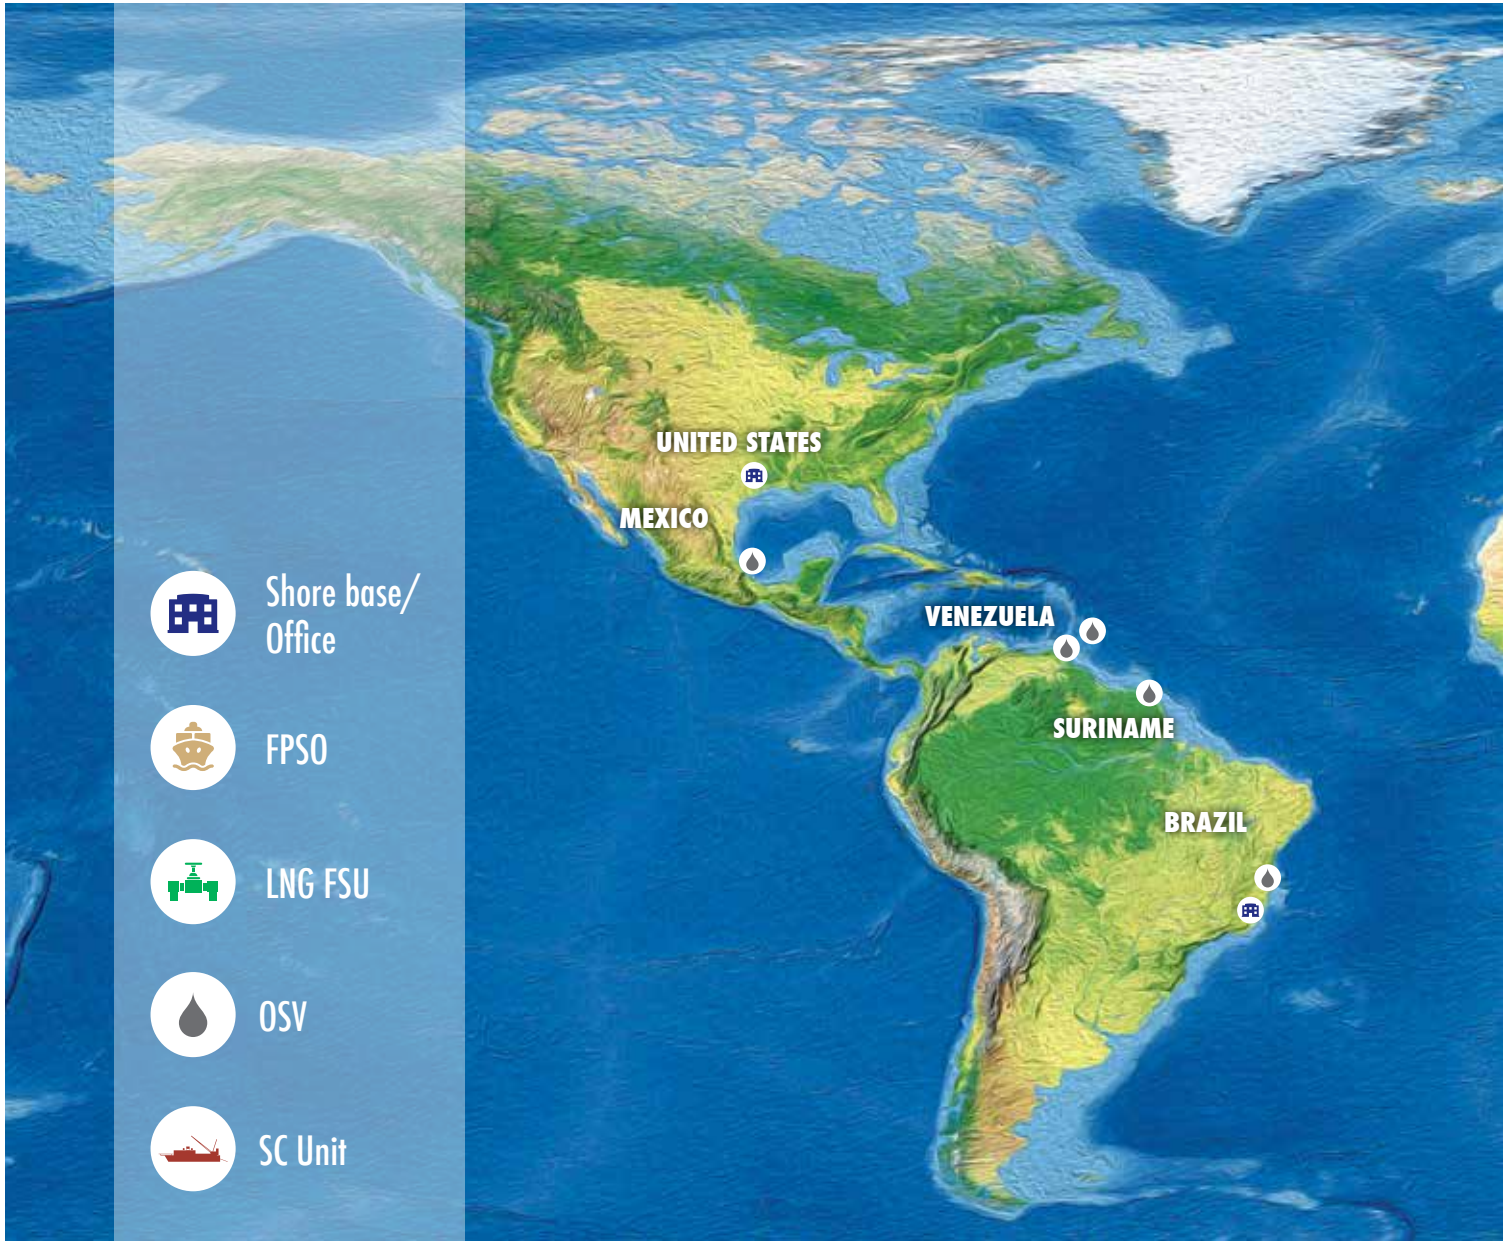 UNITED STATES
MEXICO
VENEZUELA
SURINAME
BRAZIL
Shore base/
Office
FPSO
LNG FSU
OSV
SC Unit